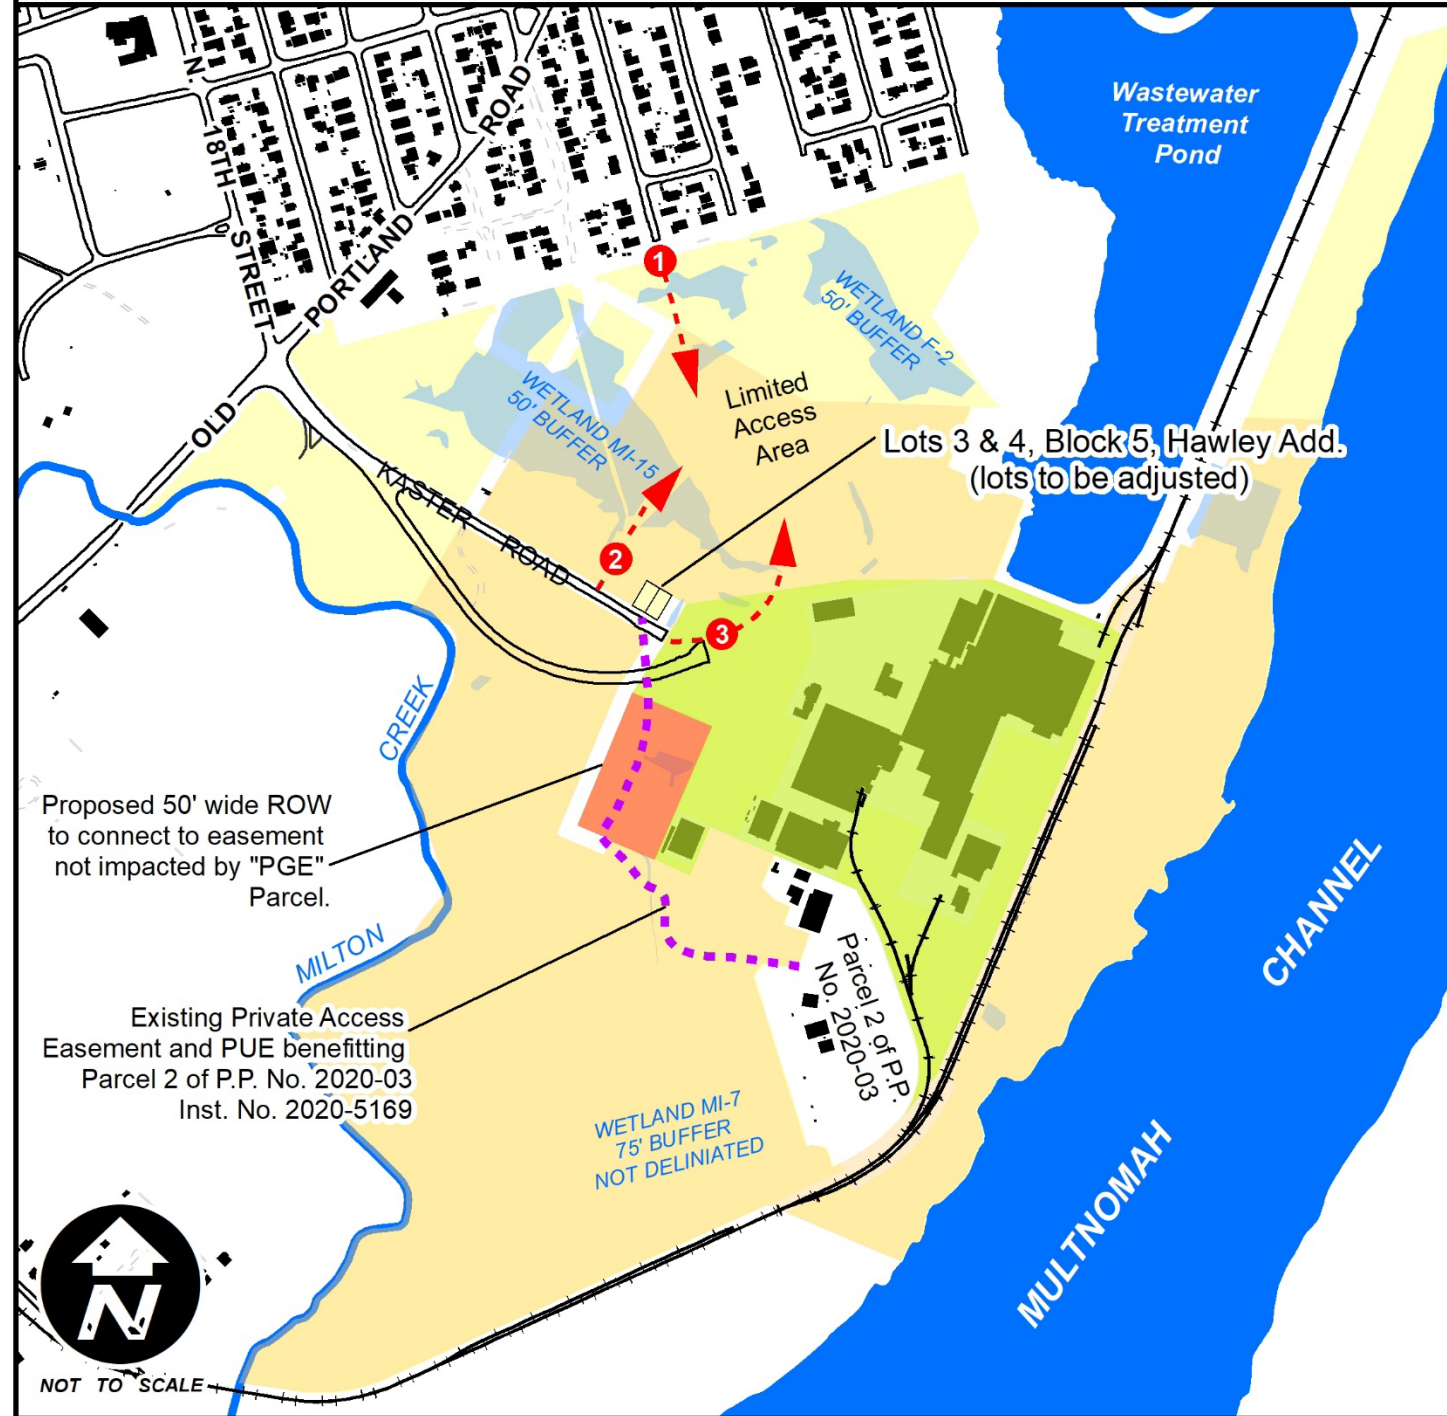 Wastewater
Treatment
Pond
N. 18TH STREET
OLD PORTLAND ROAD
1
WETLAND F-2
50' BUFFER
WETLAND MI-15
50' BUFFER
Limited
Access
Area
Lots 3 & 4, Block 5, Hawley Add.
(lots to be adjusted)
KASTER ROAD
2
3
MILTON CREEK
Proposed 50' wide ROW
to connect to easement
not impacted by "PGE"
Parcel.
Existing Private Access
Easement and PUE benefitting
Parcel 2 of P.P. No. 2020-03
Inst. No. 2020-5169
Parcel 2 of P.P.
No. 2020-03
WETLAND MI-7
75' BUFFER
NOT DELINIATED
MULTNOMAH CHANNEL
N
NOT TO SCALE